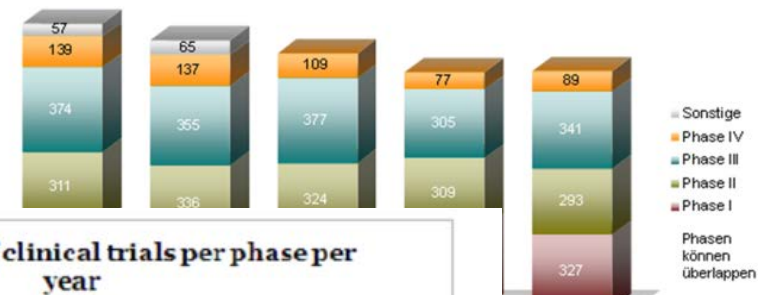 57
65
139
137
109
77
89
374
355
377
305
341
311
336
324
309
293
327
Sonstige
Phase IV
Phase III
Phase II
Phase I
Phasen
können
überlappen
clinical trials per phase per
year